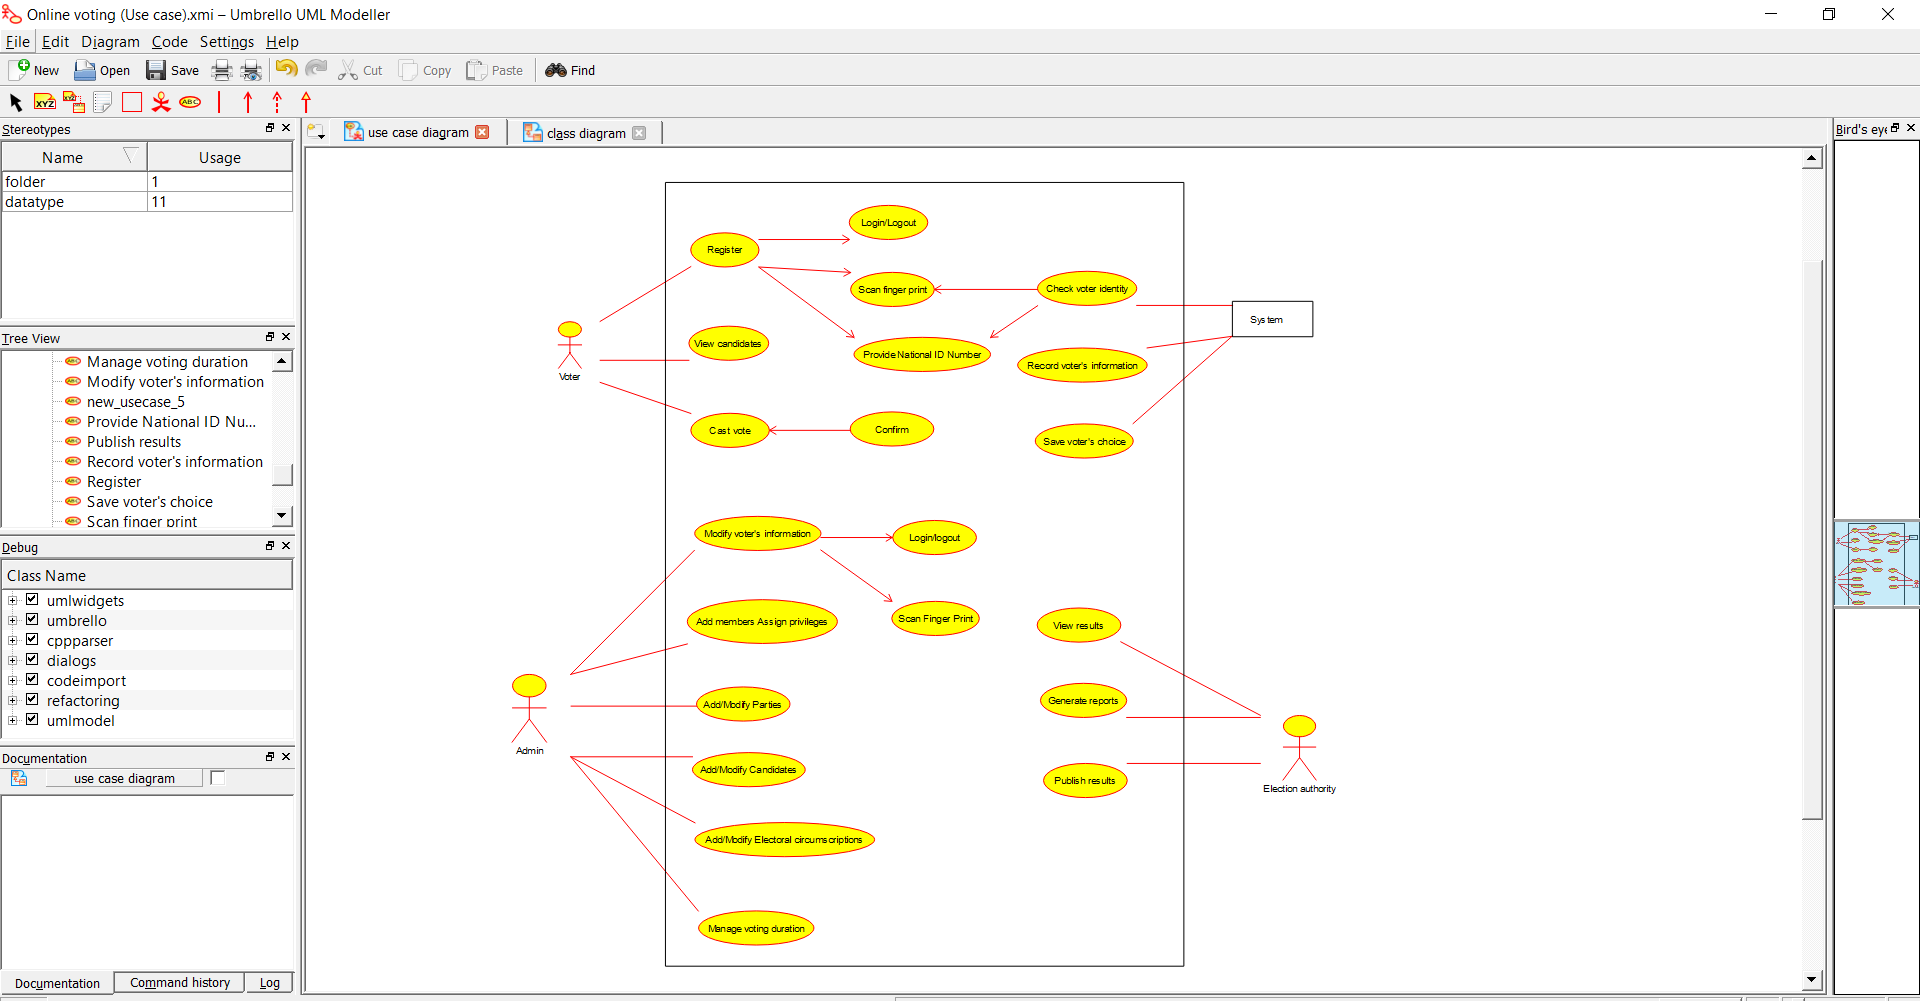 Online voting (Use case).xmi – Umbrello UML Modeller
File Edit Diagram Code Settings Help
New Open Save Cut Copy Paste Find
XYZ XYZ ABC
Stereotypes
Name Usage
folder 1
datatype 11
Tree View
Manage voting duration
Modify voter's information
new_usecase_5
Provide National ID Nu...
Publish results
Record voter's information
Register
Save voter's choice
Scan finger print
Debug
Class Name
umlwidgets
umbrello
cppparser
dialogs
codeimport
refactoring
umlmodel
Documentation
use case diagram
Documentation Command history Log
use case diagram class diagram
Login/Logout
Register
Scan finger print
Check voter identity
System
View candidates
Provide National ID Number
Record voter's information
Voter
Cast vote
Confirm
Save voter's choice
Modify voter's information
Login/logout
Add members Assign privileges
Scan Finger Print
View results
Admin
Add/Modify Parties
Generate reports
Add/Modify Candidates
Publish results
Election authority
Add/Modify Electoral circumscriptions
Manage voting duration
Bird's eye